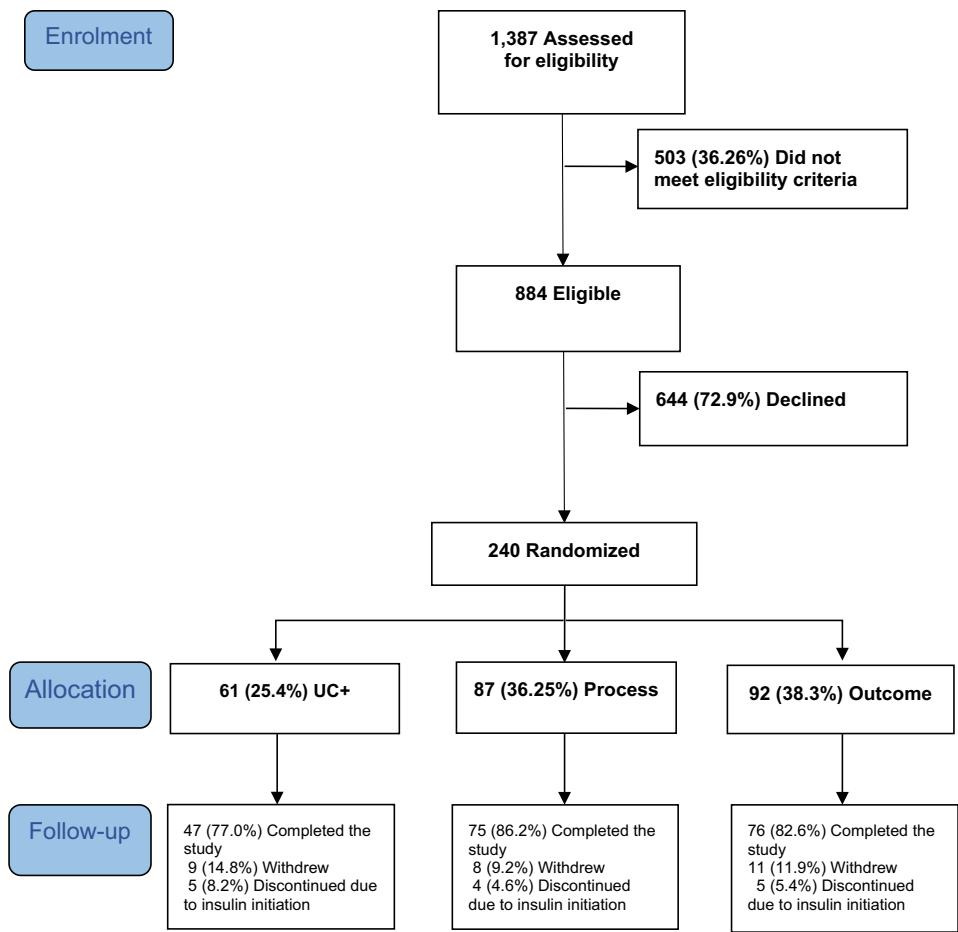 Enrolment
1,387 Assessed
for eligibility
503 (36.26%) Did not
meet eligibility criteria
884 Eligible
644 (72.9%) Declined
240 Randomized
Allocation
61 (25.4%) UC+
87 (36.25%) Process
92 (38.3%) Outcome
Follow-up
47 (77.0%) Completed the
study
9 (14.8%) Withdrew
5 (8.2%) Discontinued due
to insulin initiation
75 (86.2%) Completed the
study
8 (9.2%) Withdrew
4 (4.6%) Discontinued
due to insulin initiation
76 (82.6%) Completed the
study
11 (11.9%) Withdrew
5 (5.4%) Discontinued
due to insulin initiation